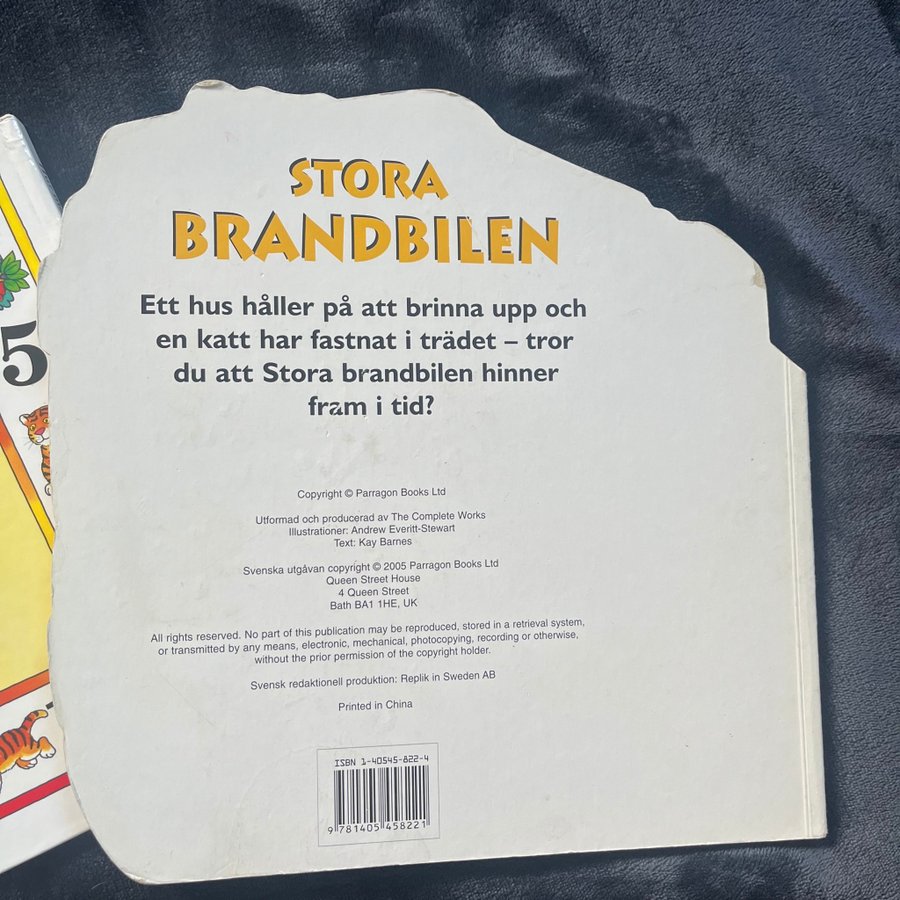 STORA
BRANDBILEN
Ett hus håller på att brinna upp och
en katt har fastnat i trädet – tror
du att Stora brandbilen hinner
fram i tid?
Copyright © Parragon Books Ltd
Utformad och producerad av The Complete Works
Illustrationer: Andrew Everitt-Stewart
Text: Kay Barnes
Svenska utgåvan copyright © 2005 Parragon Books Ltd
Queen Street House
4 Queen Street
Bath BA1 1HE, UK
All rights reserved. No part of this publication may be reproduced, stored in a retrieval system,
or transmitted by any means, electronic, mechanical, photocopying, recording or otherwise,
without the prior permission of the copyright holder.
Svensk redaktionell produktion: Replik in Sweden AB
Printed in China
ISBN 1-40545-822-4
9 781405 458221
5